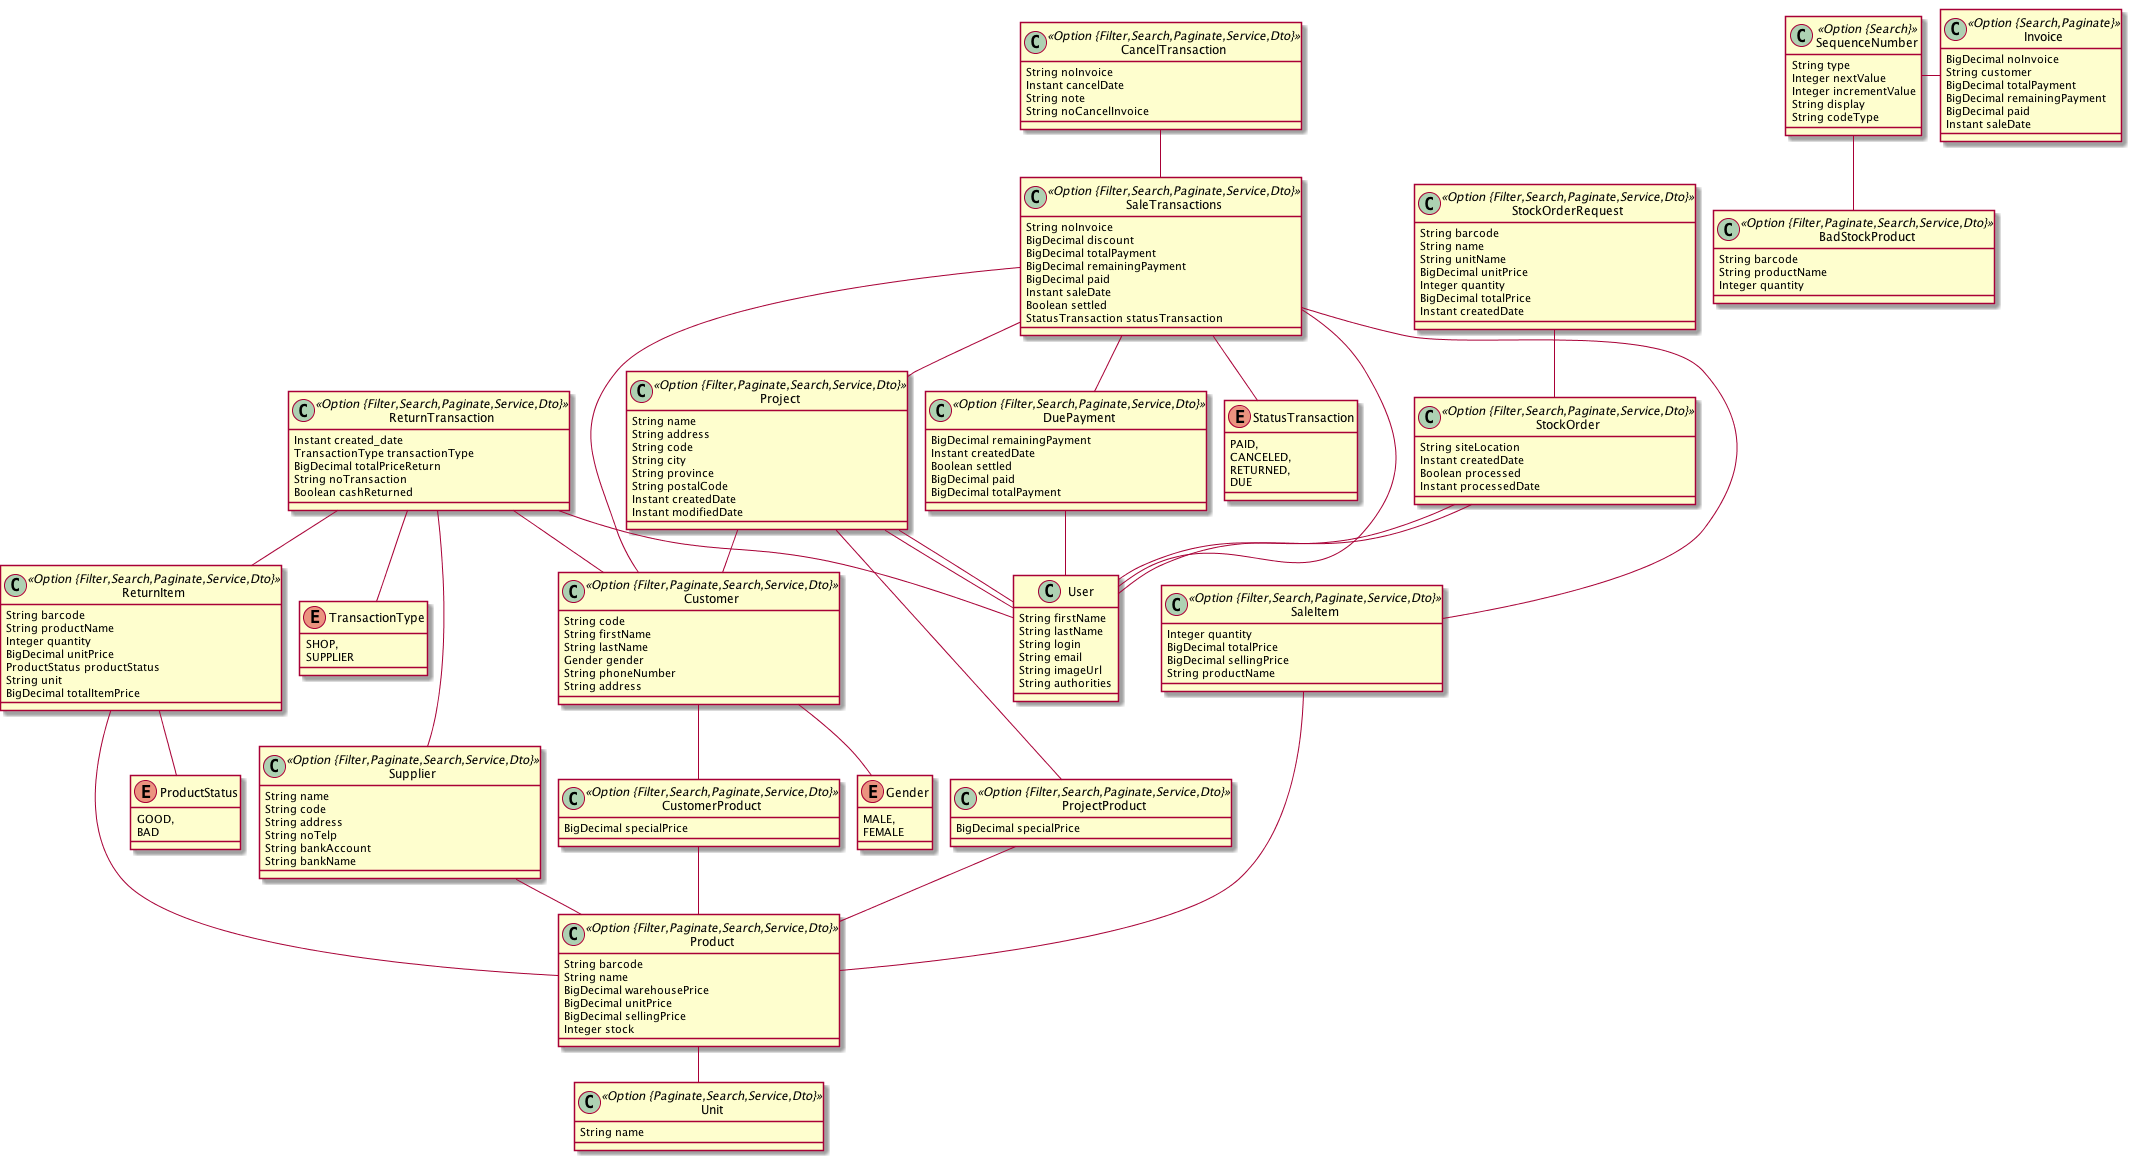 C «Option {Filter,Search,Paginate,Service,Dto}»
CancelTransaction
String noInvoice
Instant cancelDate
String note
String noCancelInvoice
C «Option {Search}»
SequenceNumber
String type
Integer nextValue
Integer incrementValue
String display
String codeType
C «Option {Search,Paginate}»
Invoice
BigDecimal noInvoice
String customer
BigDecimal totalPayment
BigDecimal remainingPayment
BigDecimal paid
Instant saleDate
C «Option {Filter,Search,Paginate,Service,Dto}»
SaleTransactions
String noInvoice
BigDecimal discount
BigDecimal totalPayment
BigDecimal remainingPayment
BigDecimal paid
Instant saleDate
Boolean settled
StatusTransaction statusTransaction
C «Option {Filter,Search,Paginate,Service,Dto}»
StockOrderRequest
String barcode
String name
String unitName
BigDecimal unitPrice
Integer quantity
BigDecimal totalPrice
Instant createdDate
C «Option {Filter,Paginate,Search,Service,Dto}»
BadStockProduct
String barcode
String productName
Integer quantity
C «Option {Filter,Search,Paginate,Service,Dto}»
ReturnTransaction
Instant created_date
TransactionType transactionType
BigDecimal totalPriceReturn
String noTransaction
Boolean cashReturned
C «Option {Filter,Paginate,Search,Service,Dto}»
Project
String name
String address
String code
String city
String province
String postalCode
Instant createdDate
Instant modifiedDate
C «Option {Filter,Search,Paginate,Service,Dto}»
DuePayment
BigDecimal remainingPayment
Instant createdDate
Boolean settled
BigDecimal paid
BigDecimal totalPayment
E StatusTransaction
PAID,
CANCELED,
RETURNED,
DUE
C «Option {Filter,Search,Paginate,Service,Dto}»
StockOrder
String siteLocation
Instant createdDate
Boolean processed
Instant processedDate
C «Option {Filter,Search,Paginate,Service,Dto}»
ReturnItem
String barcode
String productName
Integer quantity
BigDecimal unitPrice
ProductStatus productStatus
String unit
BigDecimal totalItemPrice
E TransactionType
SHOP,
SUPPLIER
C «Option {Filter,Paginate,Search,Service,Dto}»
Customer
String code
String firstName
String lastName
Gender gender
String phoneNumber
String address
C User
String firstName
String lastName
String login
String email
String imageUrl
String authorities
C «Option {Filter,Search,Paginate,Service,Dto}»
SaleItem
Integer quantity
BigDecimal totalPrice
BigDecimal sellingPrice
String productName
E ProductStatus
GOOD,
BAD
C «Option {Filter,Paginate,Search,Service,Dto}»
Supplier
String name
String code
String address
String noTelp
String bankAccount
String bankName
C «Option {Filter,Search,Paginate,Service,Dto}»
CustomerProduct
BigDecimal specialPrice
E Gender
MALE,
FEMALE
C «Option {Filter,Search,Paginate,Service,Dto}»
ProjectProduct
BigDecimal specialPrice
C «Option {Filter,Paginate,Search,Service,Dto}»
Product
String barcode
String name
BigDecimal warehousePrice
BigDecimal unitPrice
BigDecimal sellingPrice
Integer stock
C «Option {Paginate,Search,Service,Dto}»
Unit
String name